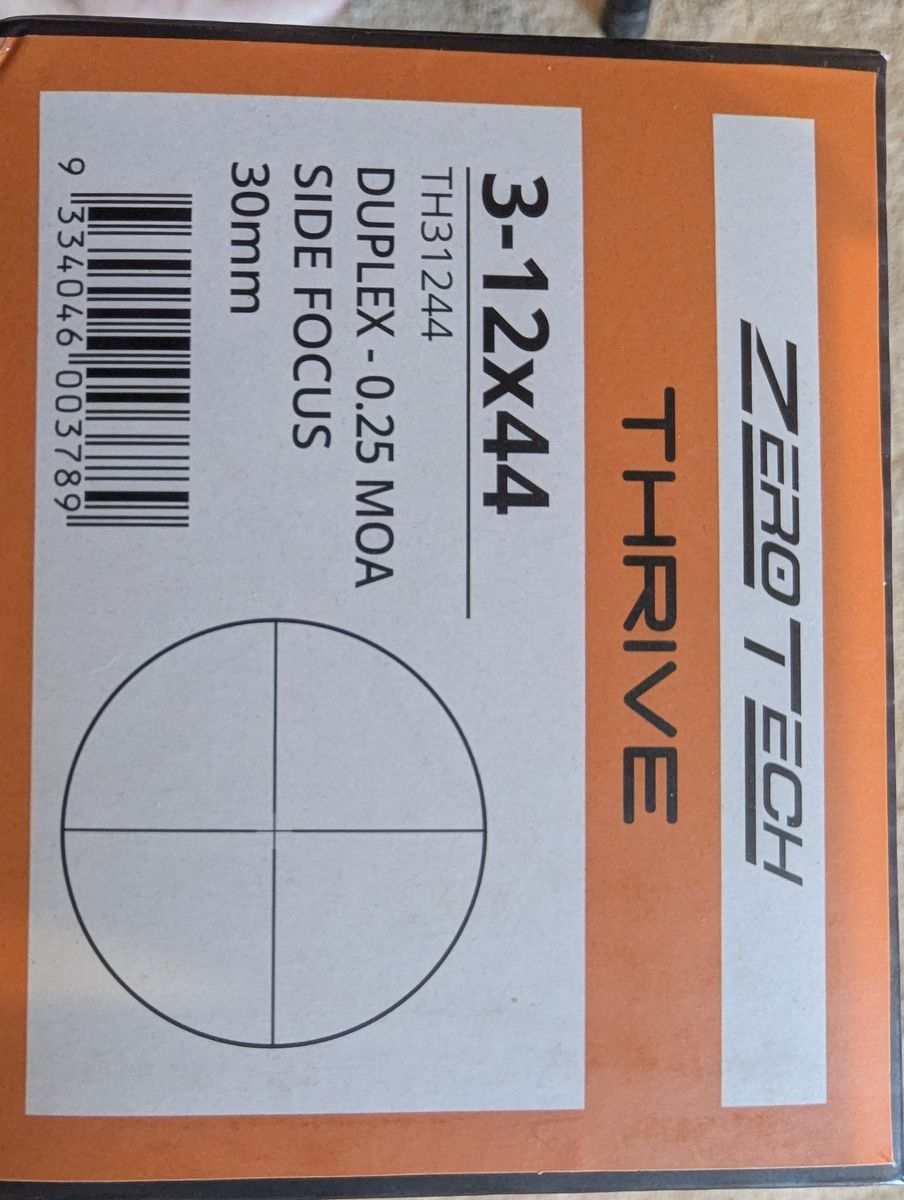 ZERO TECH
THRIVE
3-12x44
TH31244
DUPLEX - 0.25 MOA
SIDE FOCUS
30mm
9 334046 003789